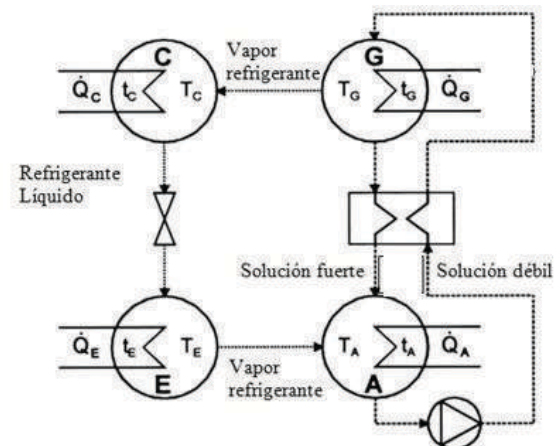 Vapor
refrigerante
C
G
Q̇C tC TC
TG tG Q̇G
Refrigerante
Líquido
Solución fuerte
Solución débil
Q̇E tE TE
TA tA Q̇A
E
Vapor
refrigerante
A